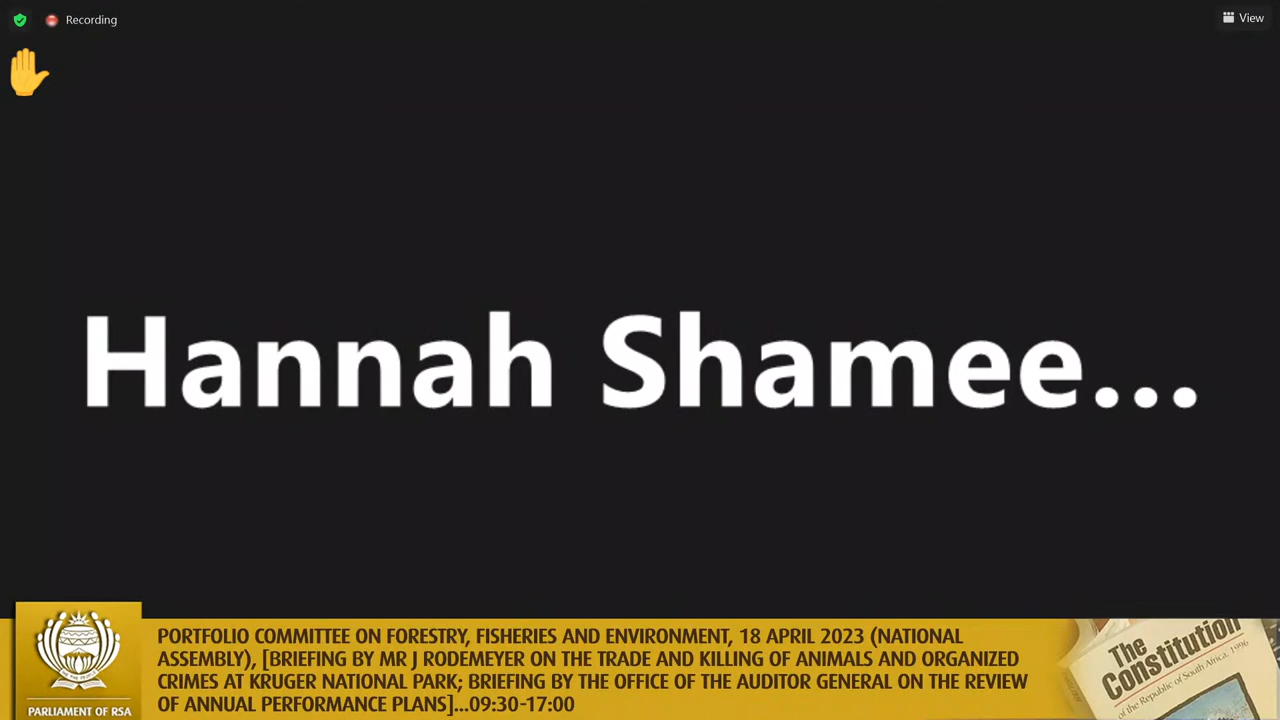 Recording
View
Hannah Shamee...
PORTFOLIO COMMITTEE ON FORESTRY, FISHERIES AND ENVIRONMENT, 18 APRIL 2023 (NATIONAL
ASSEMBLY), [BRIEFING BY MR J RODEMEYER ON THE TRADE AND KILLING OF ANIMALS AND ORGANIZED
CRIMES AT KRUGER NATIONAL PARK; BRIEFING BY THE OFFICE OF THE AUDITOR GENERAL ON THE REVIEW
OF ANNUAL PERFORMANCE PLANS]...09:30-17:00
PARLIAMENT OF RSA
The
Constitution
of the Republic of South Africa, 1996